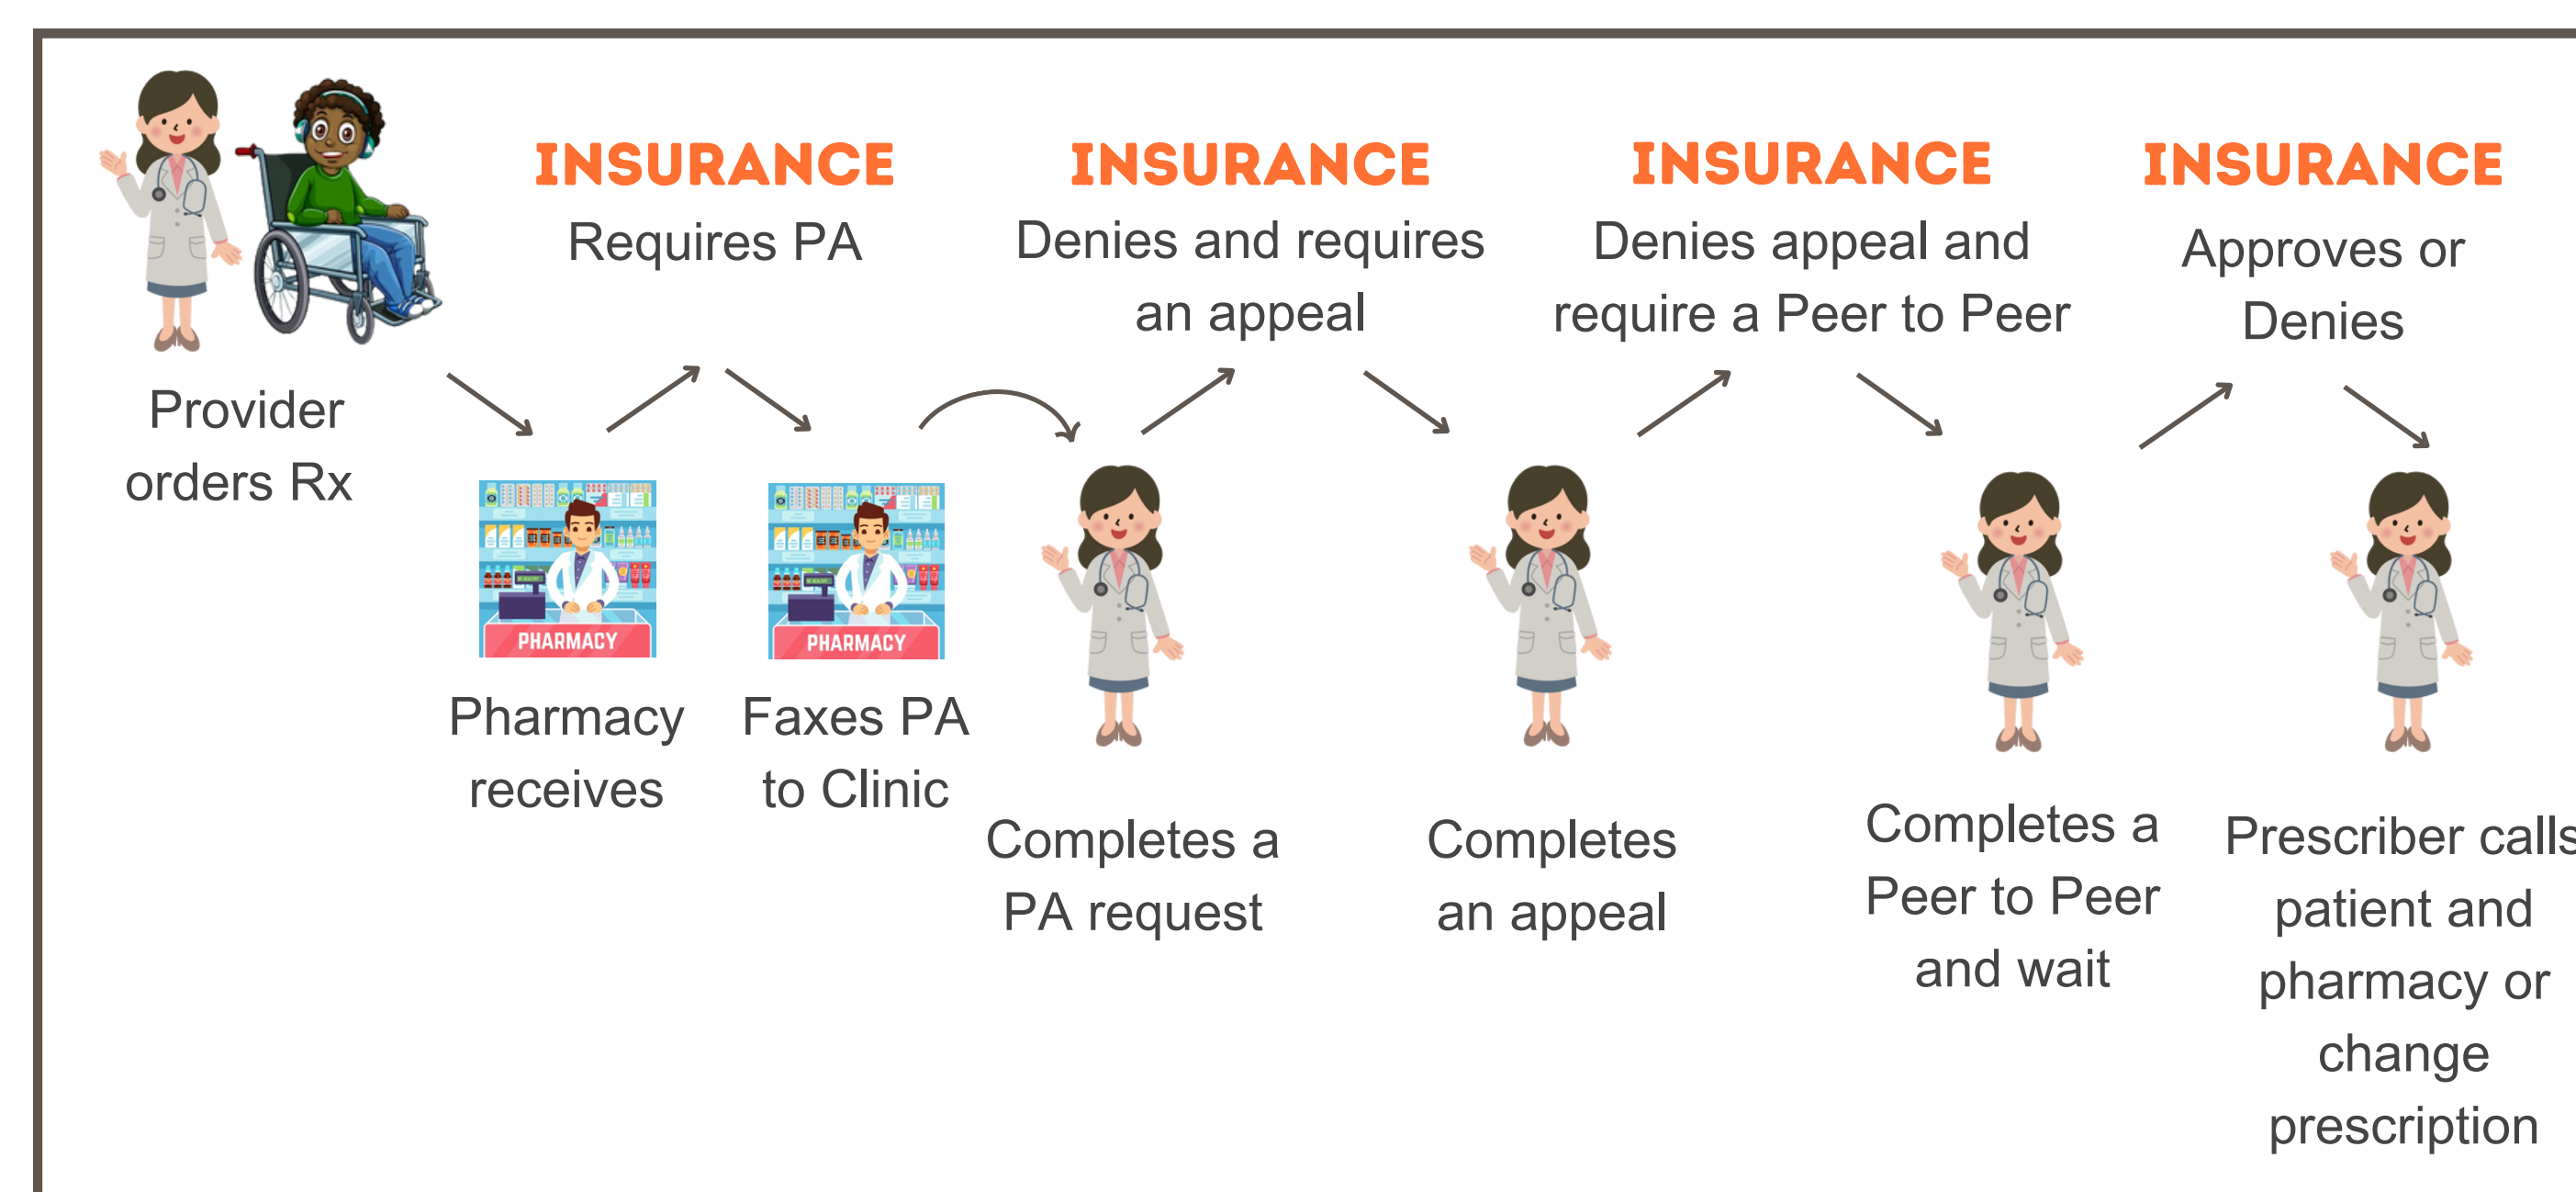 Provider
orders Rx
INSURANCE
Requires PA
INSURANCE
Denies and requires
an appeal
INSURANCE
Denies appeal and
require a Peer to Peer
INSURANCE
Approves or
Denies
PHARMACY
Pharmacy
receives
PHARMACY
Faxes PA
to Clinic
Completes a
PA request
Completes
an appeal
Completes a
Peer to Peer
and wait
Prescriber calls
patient and
pharmacy or
change
prescription